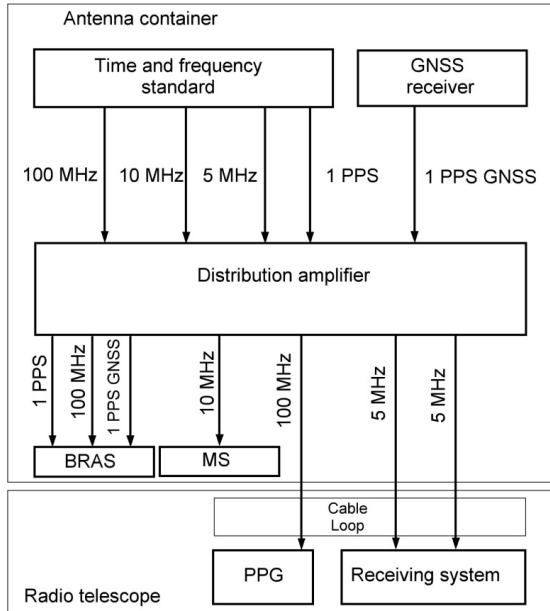 Antenna container
Time and frequency
standard
GNSS
receiver
100 MHz
10 MHz
5 MHz
1 PPS
1 PPS GNSS
Distribution amplifier
1 PPS
100 MHz
1 PPS GNSS
10 MHz
100 MHz
5 MHz
5 MHz
BRAS
MS
Cable
Loop
PPG
Receiving system
Radio telescope